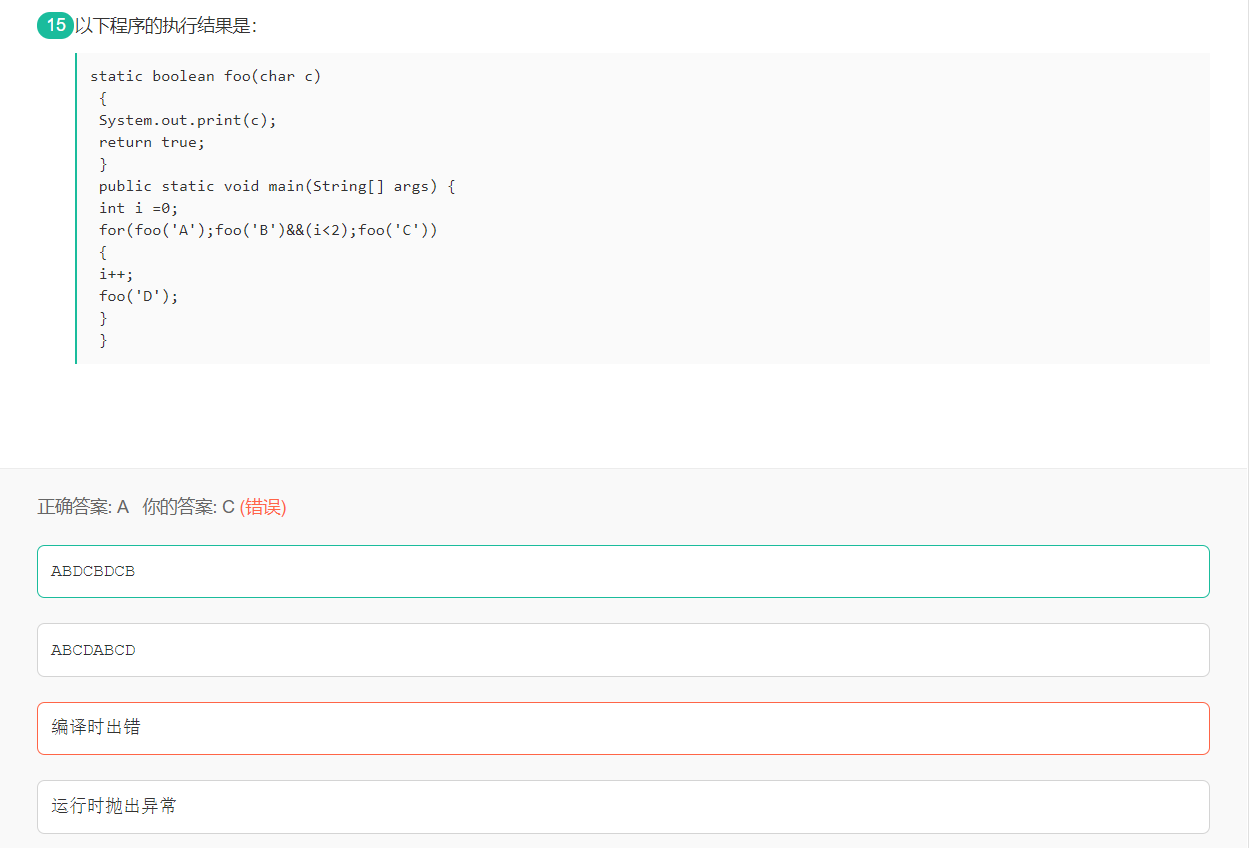 15 以下程序的执行结果是:
static boolean foo(char c)
{
System.out.print(c);
return true;
}
public static void main(String[] args) {
int i =0;
for(foo('A');foo('B')&&(i<2);foo('C'))
{
i++;
foo('D');
}
}
正确答案: A 你的答案: C (错误)
ABDCBDCB
ABCDABCD
编译时出错
运行时抛出异常